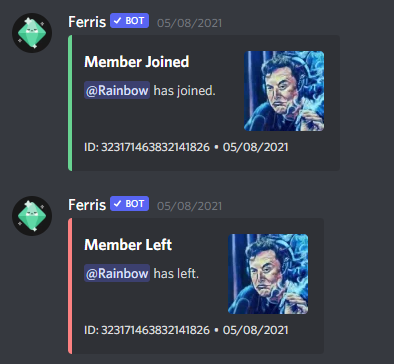 Ferris ✓ BOT 05/08/2021
Member Joined
@Rainbow has joined.
ID: 323171463832141826 • 05/08/2021
Ferris ✓ BOT 05/08/2021
Member Left
@Rainbow has left.
ID: 323171463832141826 • 05/08/2021